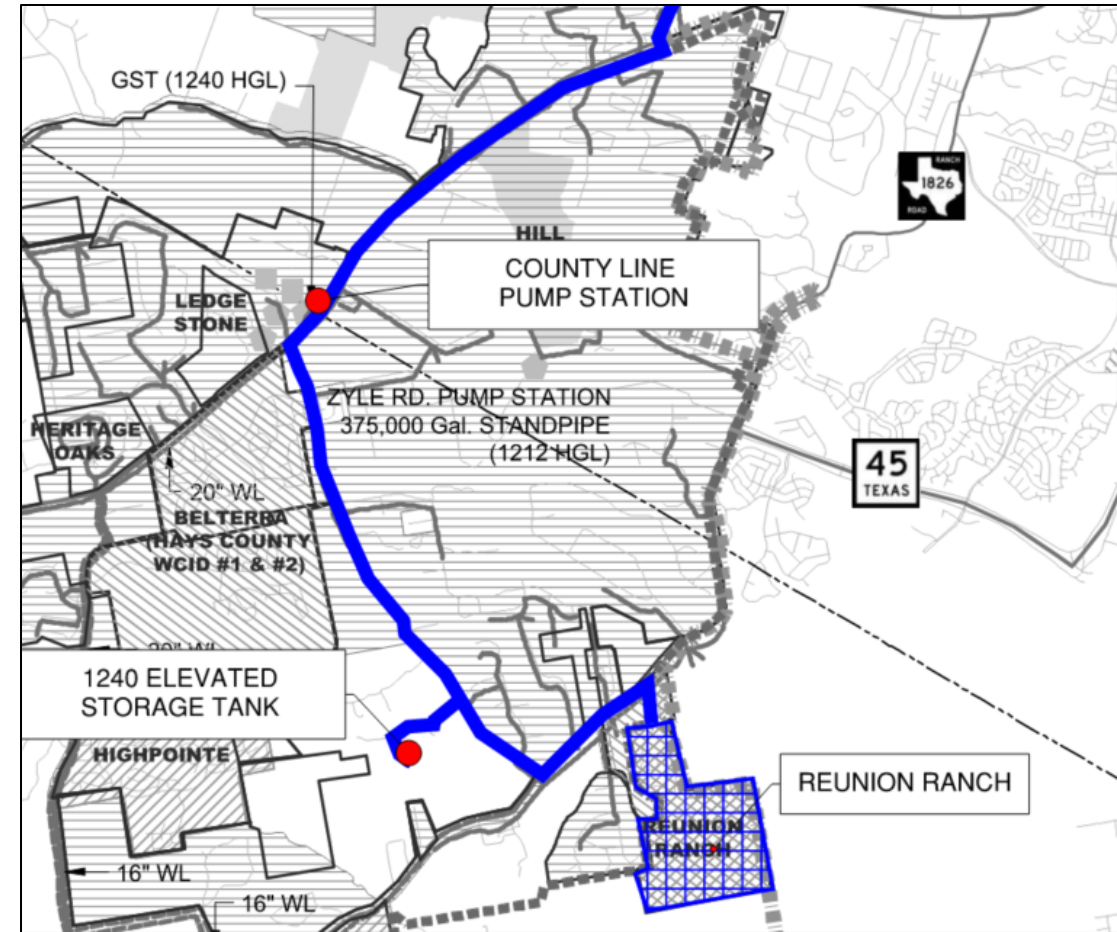 GST (1240 HGL)
RANCH
1826
ROAD
HILL
COUNTY LINE
PUMP STATION
LEDGE
STONE
ZYLE RD. PUMP STATION
375,000 Gal. STANDPIPE
(1212 HGL)
HERITAGE
OAKS
45
TEXAS
20" WL
BELTERRA
(HAYS COUNTY
WCID #1 & #2)
1240 ELEVATED
STORAGE TANK
HIGHPOINTE
REUNION RANCH
REUNION
RANCH
16" WL
16" WL